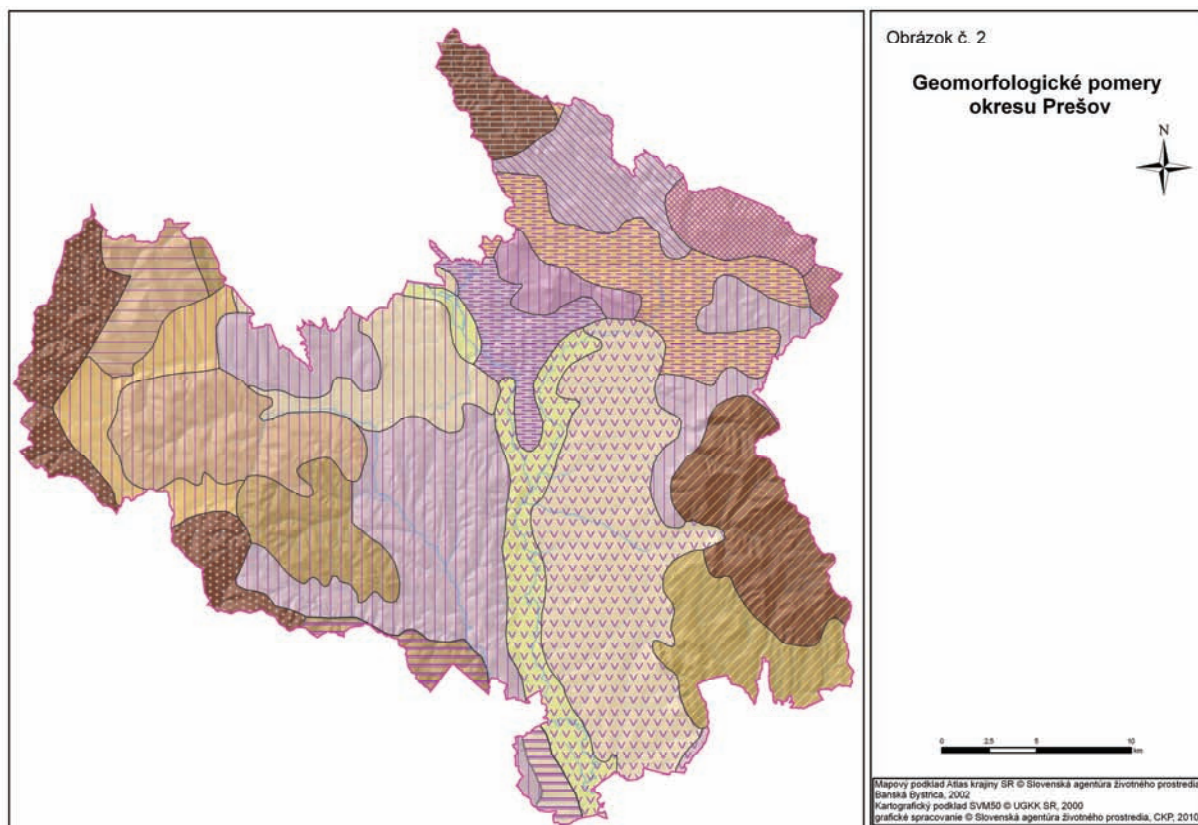 Obrázok č. 2
Geomorfologické pomery
okresu Prešov
N
0 2,5 5 10
km
Mapový podklad Atlas krajiny SR © Slovenská agentúra životného prostredia
Banská Bystrica, 2002
Kartografický podklad SVM50 © UGKK SR, 2000
grafické spracovanie © Slovenská agentúra životného prostredia, CKP, 2010